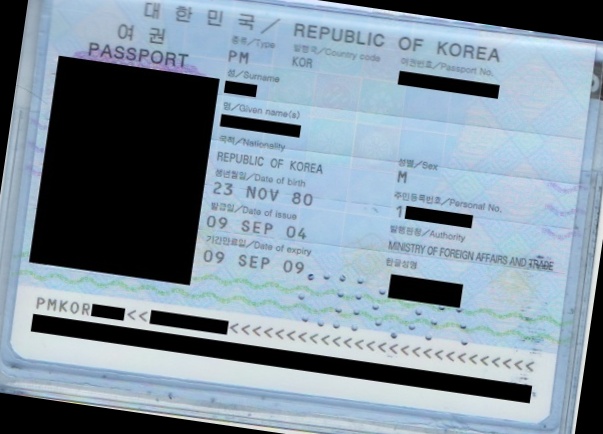 대한민국/ REPUBLIC OF KOREA
여권
PASSPORT
종류/Type
PM
발행국/Country code
KOR
여권번호/Passport No.
성/Surname
명/Given name(s)
국적/Nationality
REPUBLIC OF KOREA
성별/Sex
M
생년월일/Date of birth
23 NOV 80
주민등록번호/Personal No.
1
발급일/Date of issue
09 SEP 04
발행관청/Authority
MINISTRY OF FOREIGN AFFAIRS AND TRADE
기간만료일/Date of expiry
09 SEP 09
한글성명
PMKOR <<  <<<<<<<<<<<<<<<<<<<<<<<<<<<<